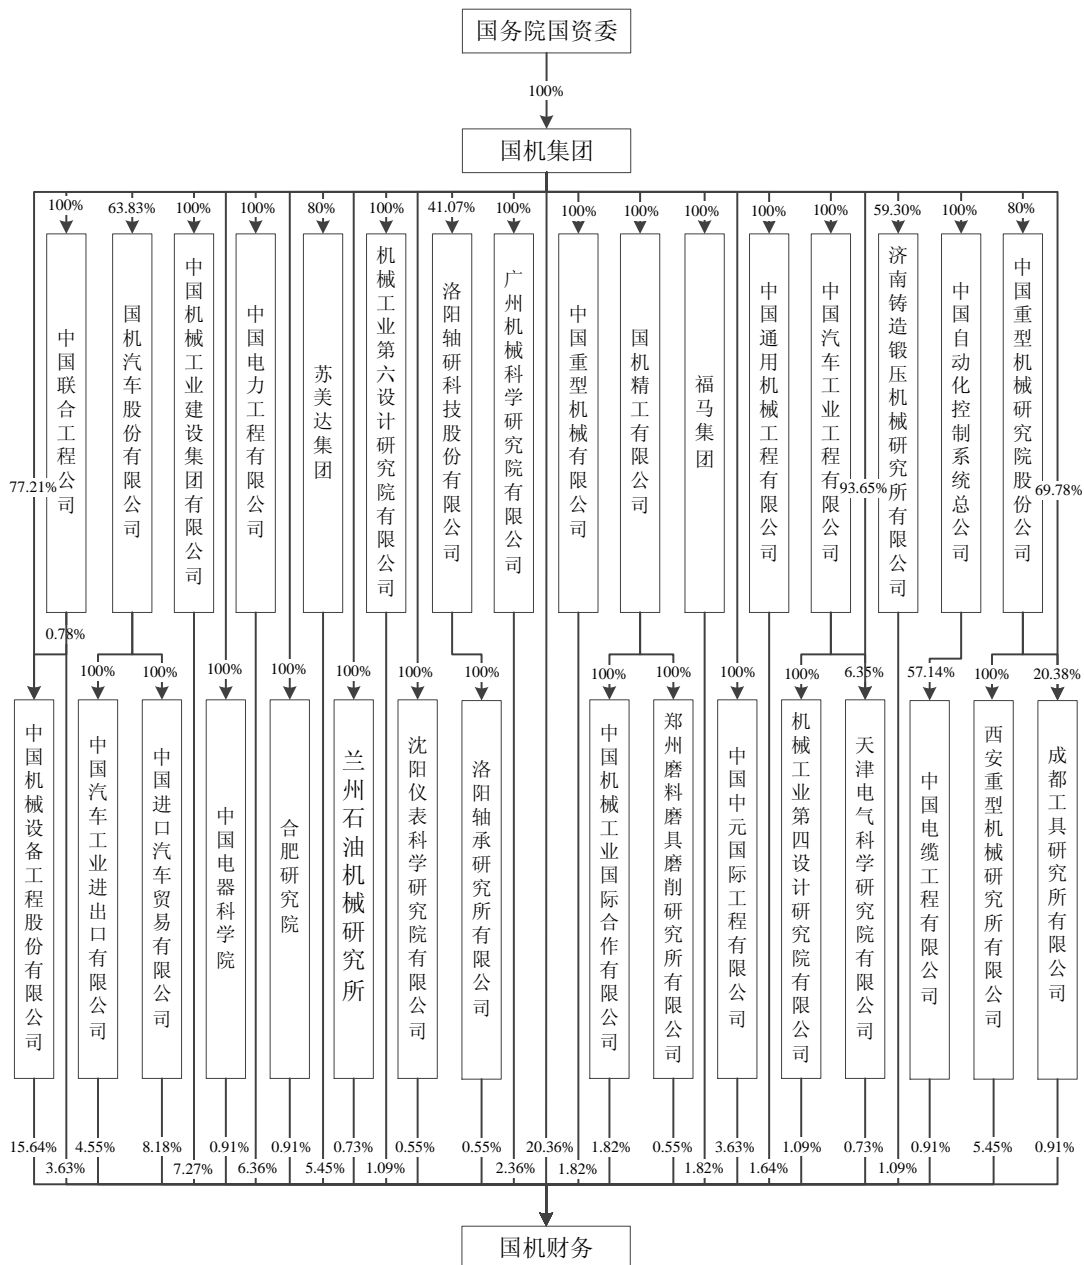 国务院国资委
100%
国机集团
100%
63.83%
100%
100%
80%
100%
41.07%
100%
100%
100%
100%
100%
100%
59.30%
100%
80%
中国联合工程公司
国机汽车股份有限公司
中国机械工业建设集团有限公司
中国电力工程有限公司
苏美达集团
机械工业第六设计研究院有限公司
洛阳轴研科技股份有限公司
广州机械科学研究院有限公司
中国重型机械有限公司
国机精工有限公司
福马集团
中国通用机械工程有限公司
中国汽车工业工程有限公司
济南铸造锻压机械研究所有限公司
中国自动化控制系统总公司
中国重型机械研究院股份公司
77.21%
93.65%
69.78%
0.78%
100%
100%
100%
100%
100%
100%
100%
100%
100%
100%
100%
6.35%
57.14%
100%
20.38%
中国机械设备工程股份有限公司
中国汽车工业进出口有限公司
中国进口汽车贸易有限公司
中国电器科学院
合肥研究院
兰州石油机械研究所
沈阳仪表科学研究院有限公司
洛阳轴承研究所有限公司
中国机械工业国际合作有限公司
郑州磨料磨具磨削研究所有限公司
中国中元国际工程有限公司
机械工业第四设计研究院有限公司
天津电气科学研究院有限公司
中国电缆工程有限公司
西安重型机械研究所有限公司
成都工具研究所有限公司
15.64%
4.55%
8.18%
0.91%
0.91%
0.73%
0.55%
0.55%
20.36%
1.82%
0.55%
3.63%
1.09%
0.73%
0.91%
5.45%
0.91%
3.63%
7.27%
6.36%
5.45%
1.09%
2.36%
1.82%
1.82%
1.64%
1.09%
国机财务